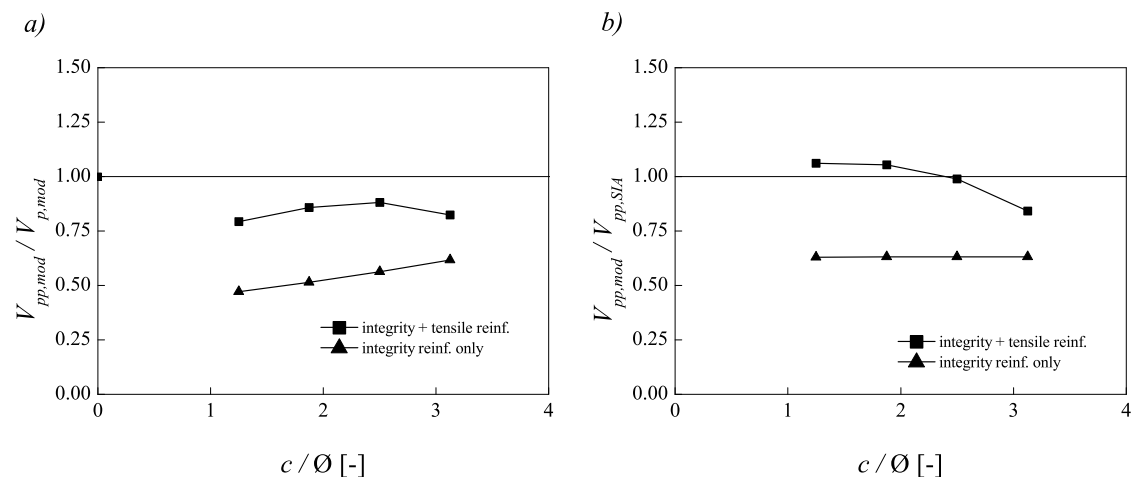 a)
1.50
1.25
1.00
0.75
0.50
0.25
0.00
V_pp,mod / V_p,mod
integrity + tensile reinf.
integrity reinf. only
0 1 2 3 4
c / Ø [-]
b)
1.50
1.25
1.00
0.75
0.50
0.25
0.00
V_pp,mod / V_pp,SIA
integrity + tensile reinf.
integrity reinf. only
0 1 2 3 4
c / Ø [-]